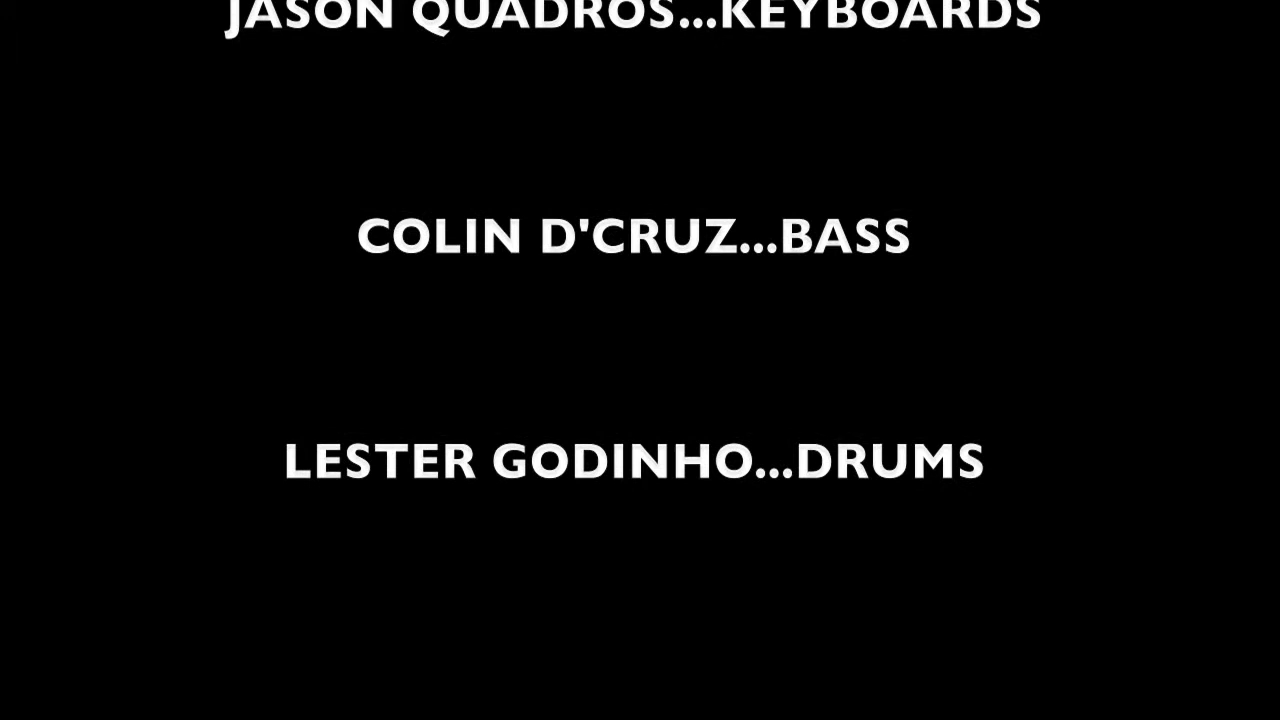 JASON QUADROS...KEYBOARDS
COLIN D'CRUZ...BASS
LESTER GODINHO...DRUMS